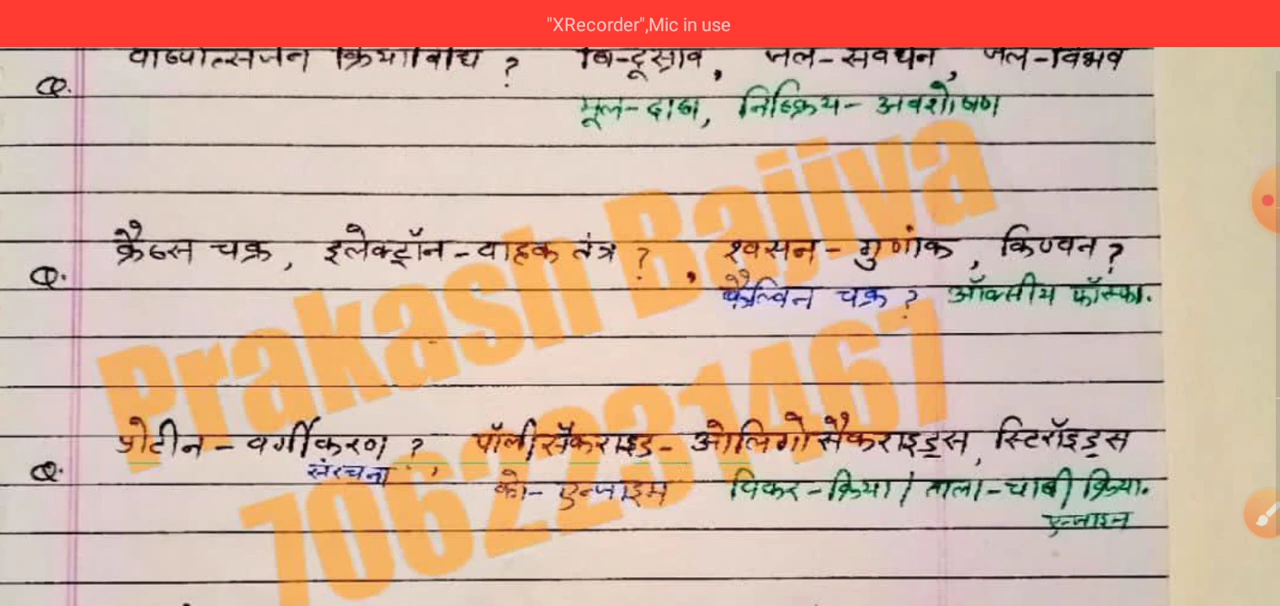 "XRecorder",Mic in use
Q. वाष्पोत्सर्जन क्रियाविधि ? बिन्दूस्राव, जल-संवर्धन, जल-विभव
मूल-दाब, निष्क्रिय-अवशोषण
Q. क्रैब्स चक्र, इलेक्ट्रॉन-वाहक तंत्र ? , श्वसन-गुणांक, किण्वन ?
कैल्विन चक्र ? ऑक्सीय फॉस्फो.
Q. प्रोटीन-वर्गीकरण ? , पॉलीसैकराइड-ओलिगोसैकराइड्स, स्टिरॉइड्स
संरचना को-एन्जाइम विकर-क्रिया / ताला-चाबी क्रिया.
एन्जाइम
Prakash Bajiya
7062231467